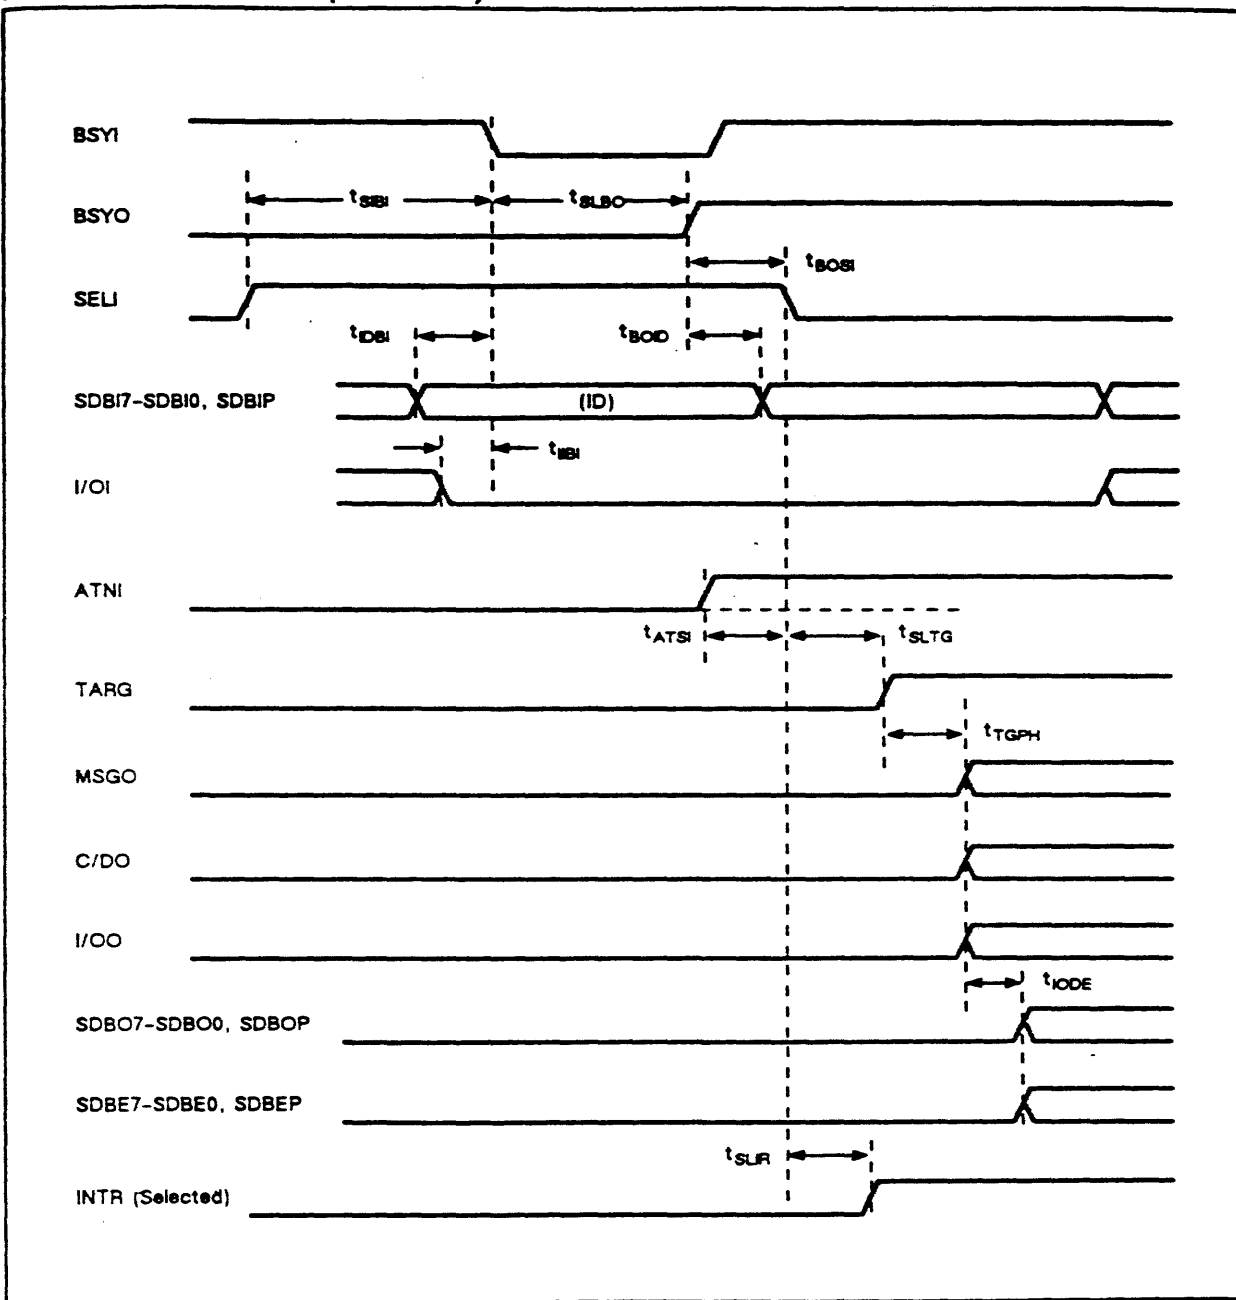 BSYI
tSIBI
tSLBO
BSYO
tBOSI
SELI
tIDBI
tBOID
SDBI7-SDBI0, SDBIP
(ID)
tIIBI
I/OI
ATNI
tATSI
tSLTG
TARG
tTGPH
MSGO
C/DO
I/OO
tIODE
SDBO7-SDBO0, SDBOP
SDBE7-SDBE0, SDBEP
tSLIR
INTR (Selected)